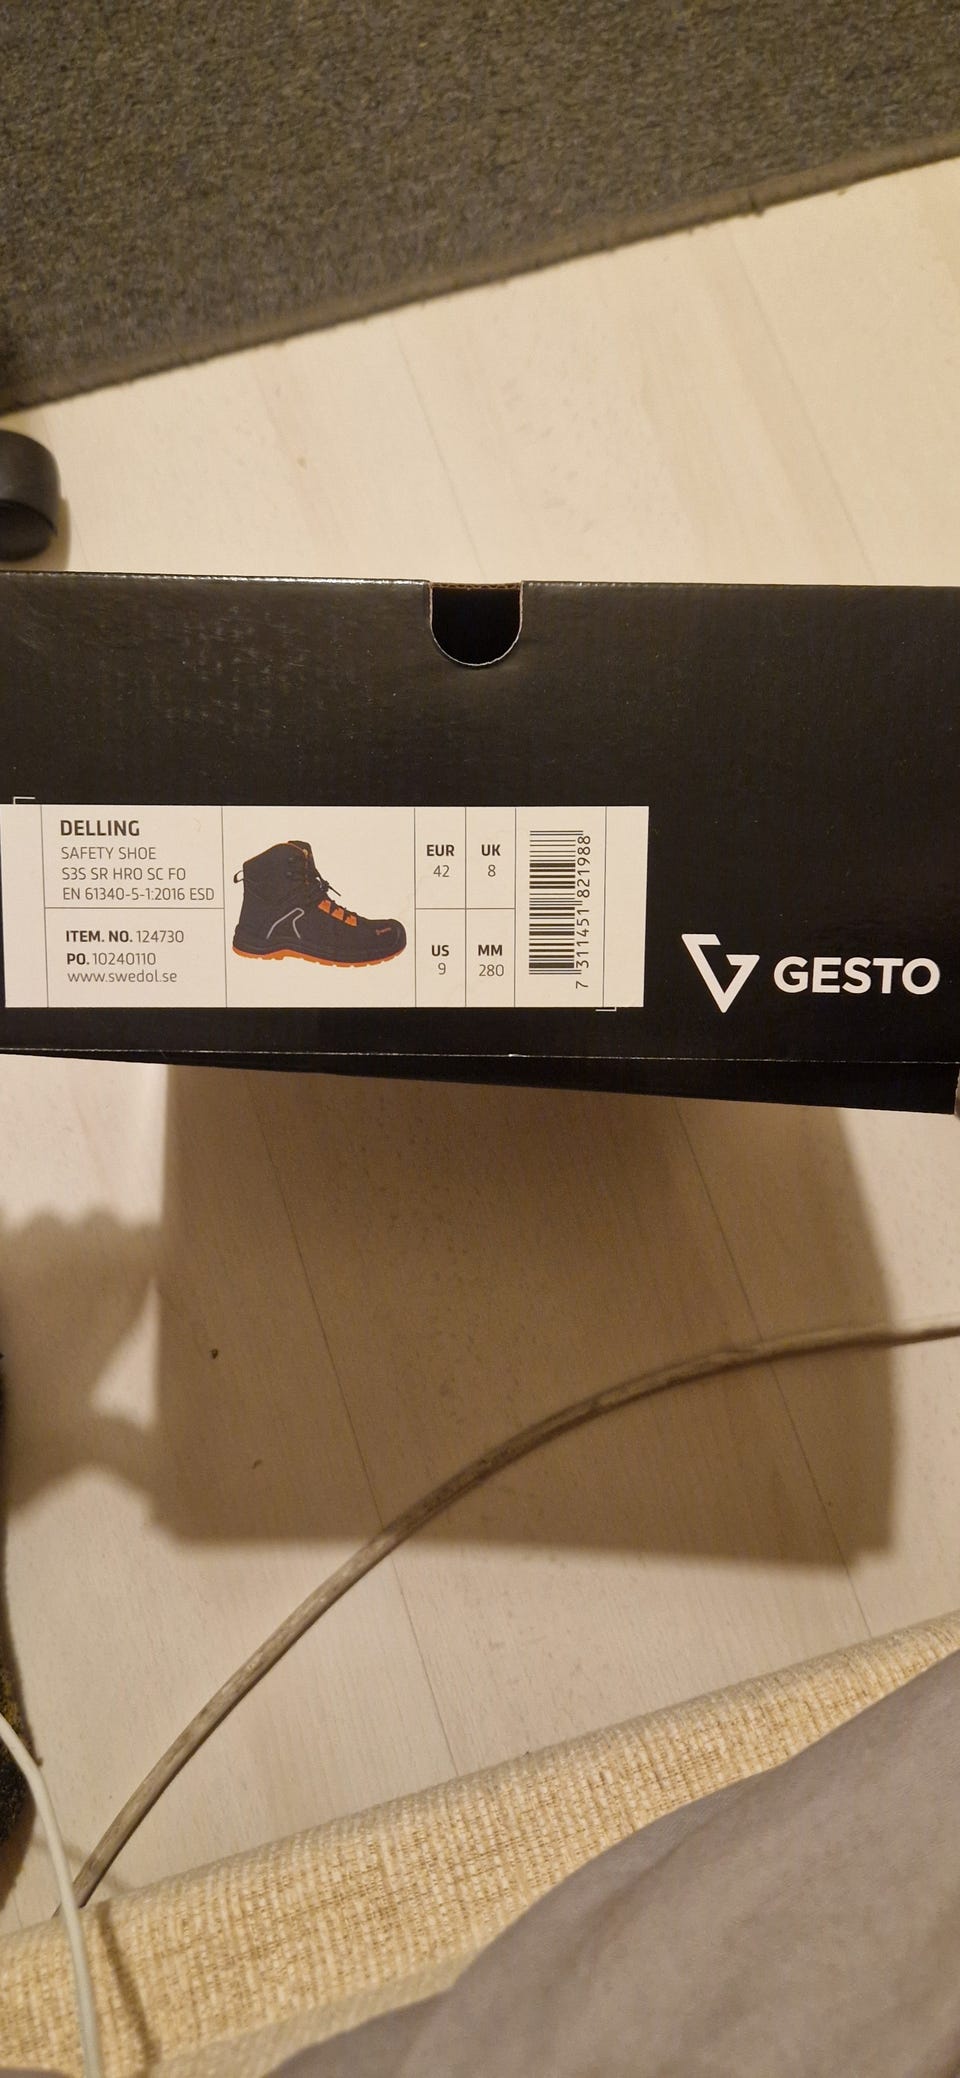 DELLING
SAFETY SHOE
S3S SR HRO SC FO
EN 61340-5-1:2016 ESD
ITEM. NO. 124730
PO. 10240110
www.swedol.se
EUR
42
UK
8
US
9
MM
280
7 311451 821988
GESTO